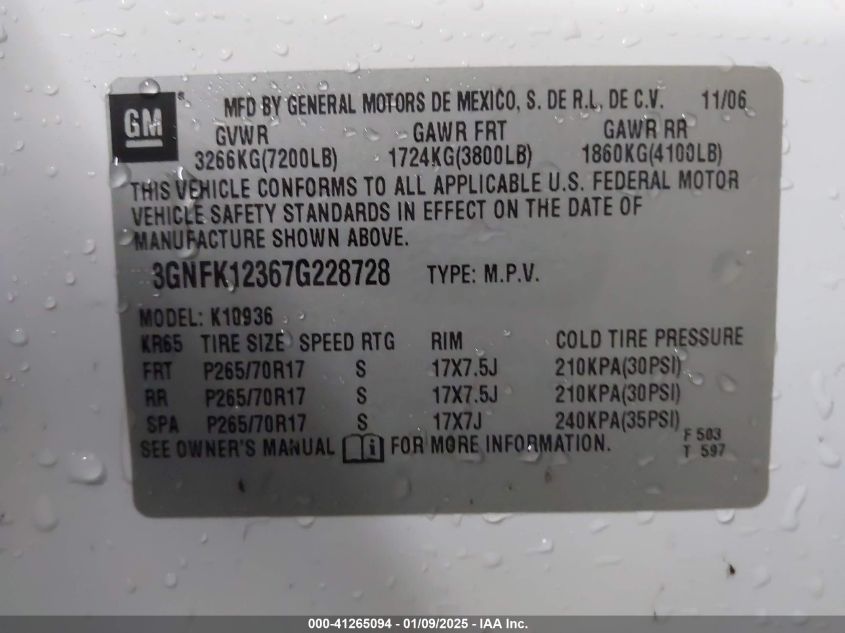 GM® MFD BY GENERAL MOTORS DE MEXICO, S. DE R.L. DE C.V. 11/06
GVWR GAWR FRT GAWR RR
3266KG(7200LB) 1724KG(3800LB) 1860KG(4100LB)
THIS VEHICLE CONFORMS TO ALL APPLICABLE U.S. FEDERAL MOTOR
VEHICLE SAFETY STANDARDS IN EFFECT ON THE DATE OF
MANUFACTURE SHOWN ABOVE.
3GNFK12367G228728 TYPE: M.P.V.
MODEL: K10936
KR65 TIRE SIZE SPEED RTG RIM COLD TIRE PRESSURE
FRT P265/70R17 S 17X7.5J 210KPA(30PSI)
RR P265/70R17 S 17X7.5J 210KPA(30PSI)
SPA P265/70R17 S 17X7J 240KPA(35PSI)
SEE OWNER'S MANUAL i FOR MORE INFORMATION.
F 503
T 597
000-41265094 - 01/09/2025 - IAA Inc.